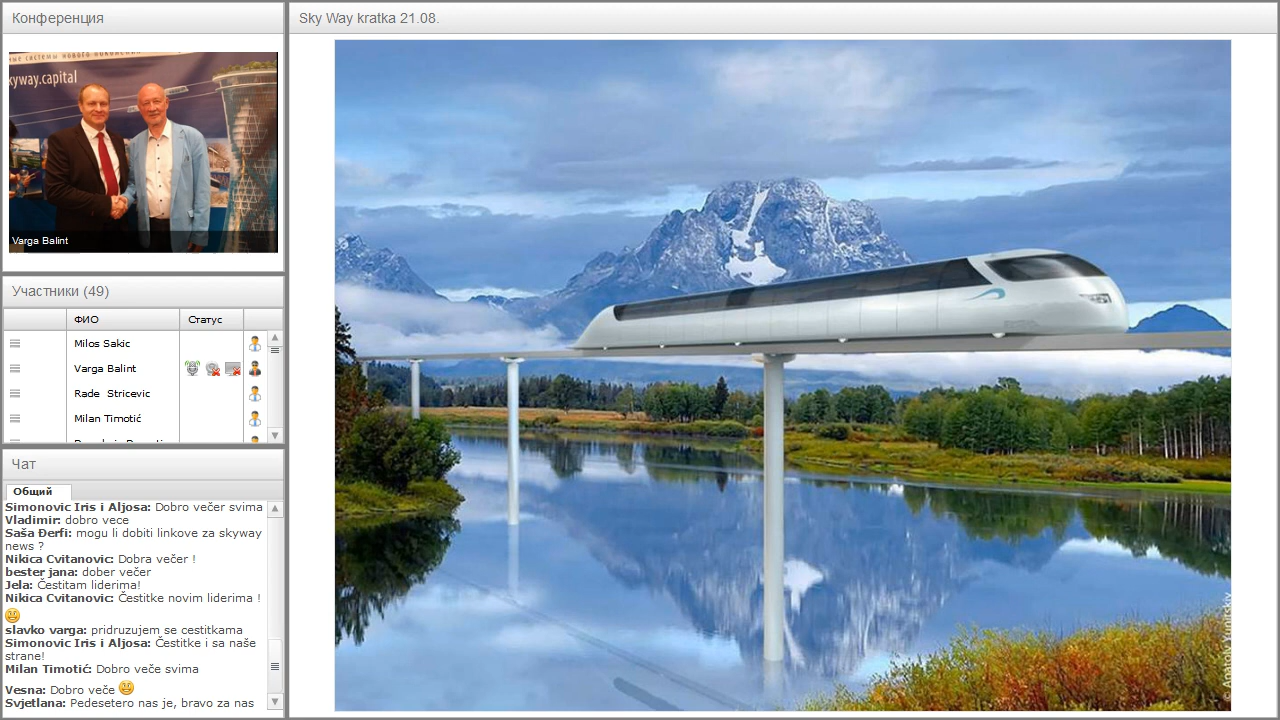 Конференция
kyway.capital
Varga Balint
Участники (49)
ФИО
Статус
Milos Sakic
Varga Balint
Rade Stricevic
Milan Timotić
Чат
Общий
Simonovic Iris i Aljosa: Dobro večer svima
Vladimir: dobro vece
Saša Đerfi: mogu li dobiti linkove za skyway
news ?
Nikica Cvitanovic: Dobra večer !
bester jana: dober večer
Jela: Čestitam liderima!
Nikica Cvitanovic: Čestitke novim liderima !
slavko varga: pridruzujem se cestitkama
Simonovic Iris i Aljosa: Čestitke i sa naše
strane!
Milan Timotić: Dobro veče svima
Vesna: Dobro veče
Svjetlana: Pedesetero nas je, bravo za nas
Sky Way kratka 21.08.
© Anatoly Yunitskiy